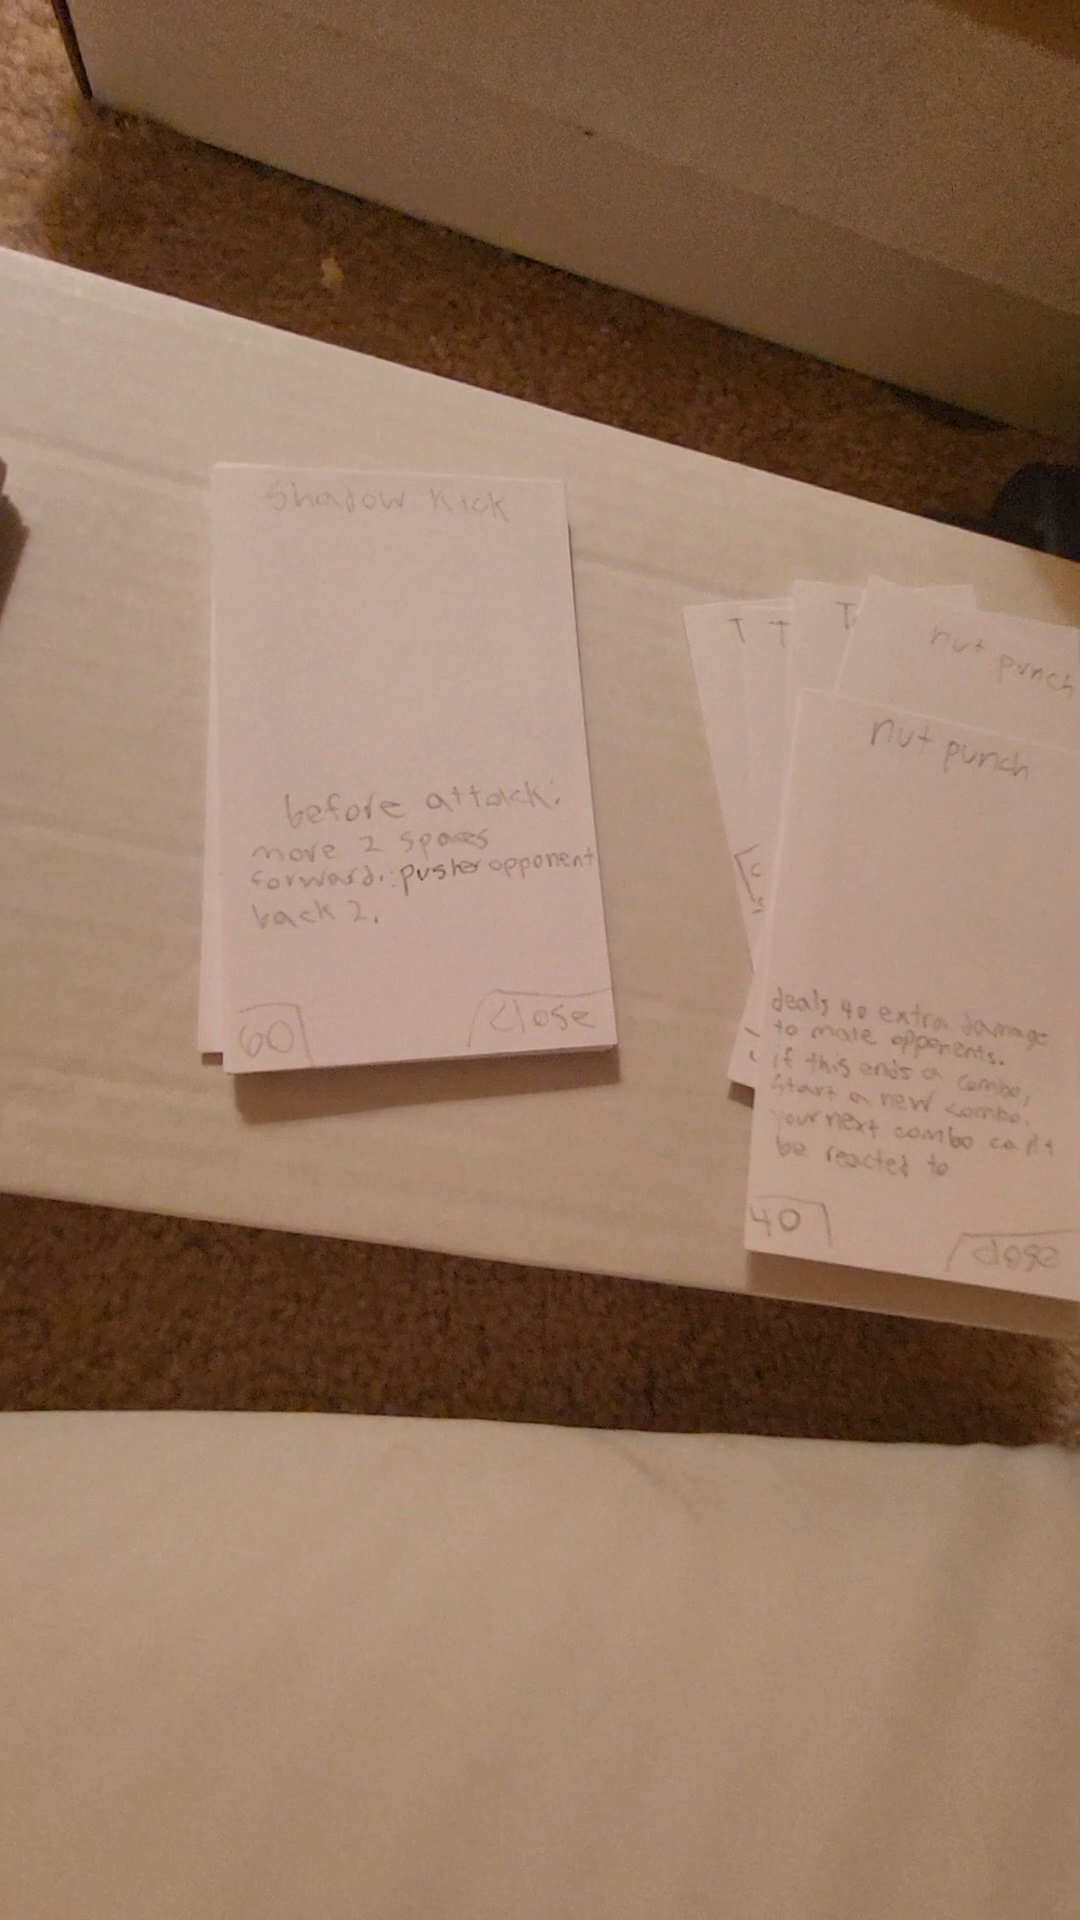 Shadow Kick
before attack:
move 2 spaces
forward. push opponent
back 2.
60
close
T T
T
nut punch
nut punch
deals 40 extra damage
to male opponents.
if this ends a combo,
start a new combo.
your next combo can't
be reacted to
40
close